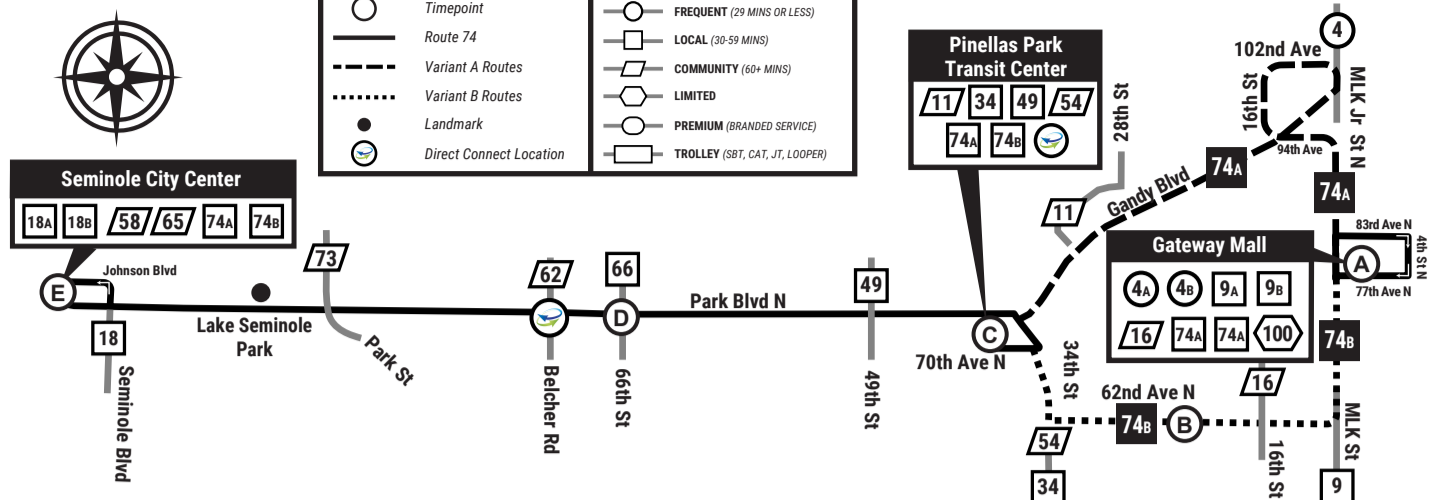 Timepoint
Route 74
Variant A Routes
Variant B Routes
Landmark
Direct Connect Location
FREQUENT (29 MINS OR LESS)
LOCAL (30-59 MINS)
COMMUNITY (60+ MINS)
LIMITED
PREMIUM (BRANDED SERVICE)
TROLLEY (SBT, CAT, JT, LOOPER)
Pinellas Park
Transit Center
11 34 49 54
74A 74B
28th St
11
Gandy Blvd
74A
102nd Ave
4
16th St
MLK Jr St N
94th Ave
74A
83rd Ave N
4th St N
A
77th Ave N
Gateway Mall
4A 4B 9A 9B
16 74A 74A 100
74B
Seminole City Center
18A 18B 58 65 74A 74B
E
Johnson Blvd
18
Seminole Blvd
Lake Seminole
Park
73
Park St
62
Belcher Rd
66
D
66th St
Park Blvd N
49
49th St
C
70th Ave N
34th St
62nd Ave N
74B
B
54
34
16
16th St
MLK St
9